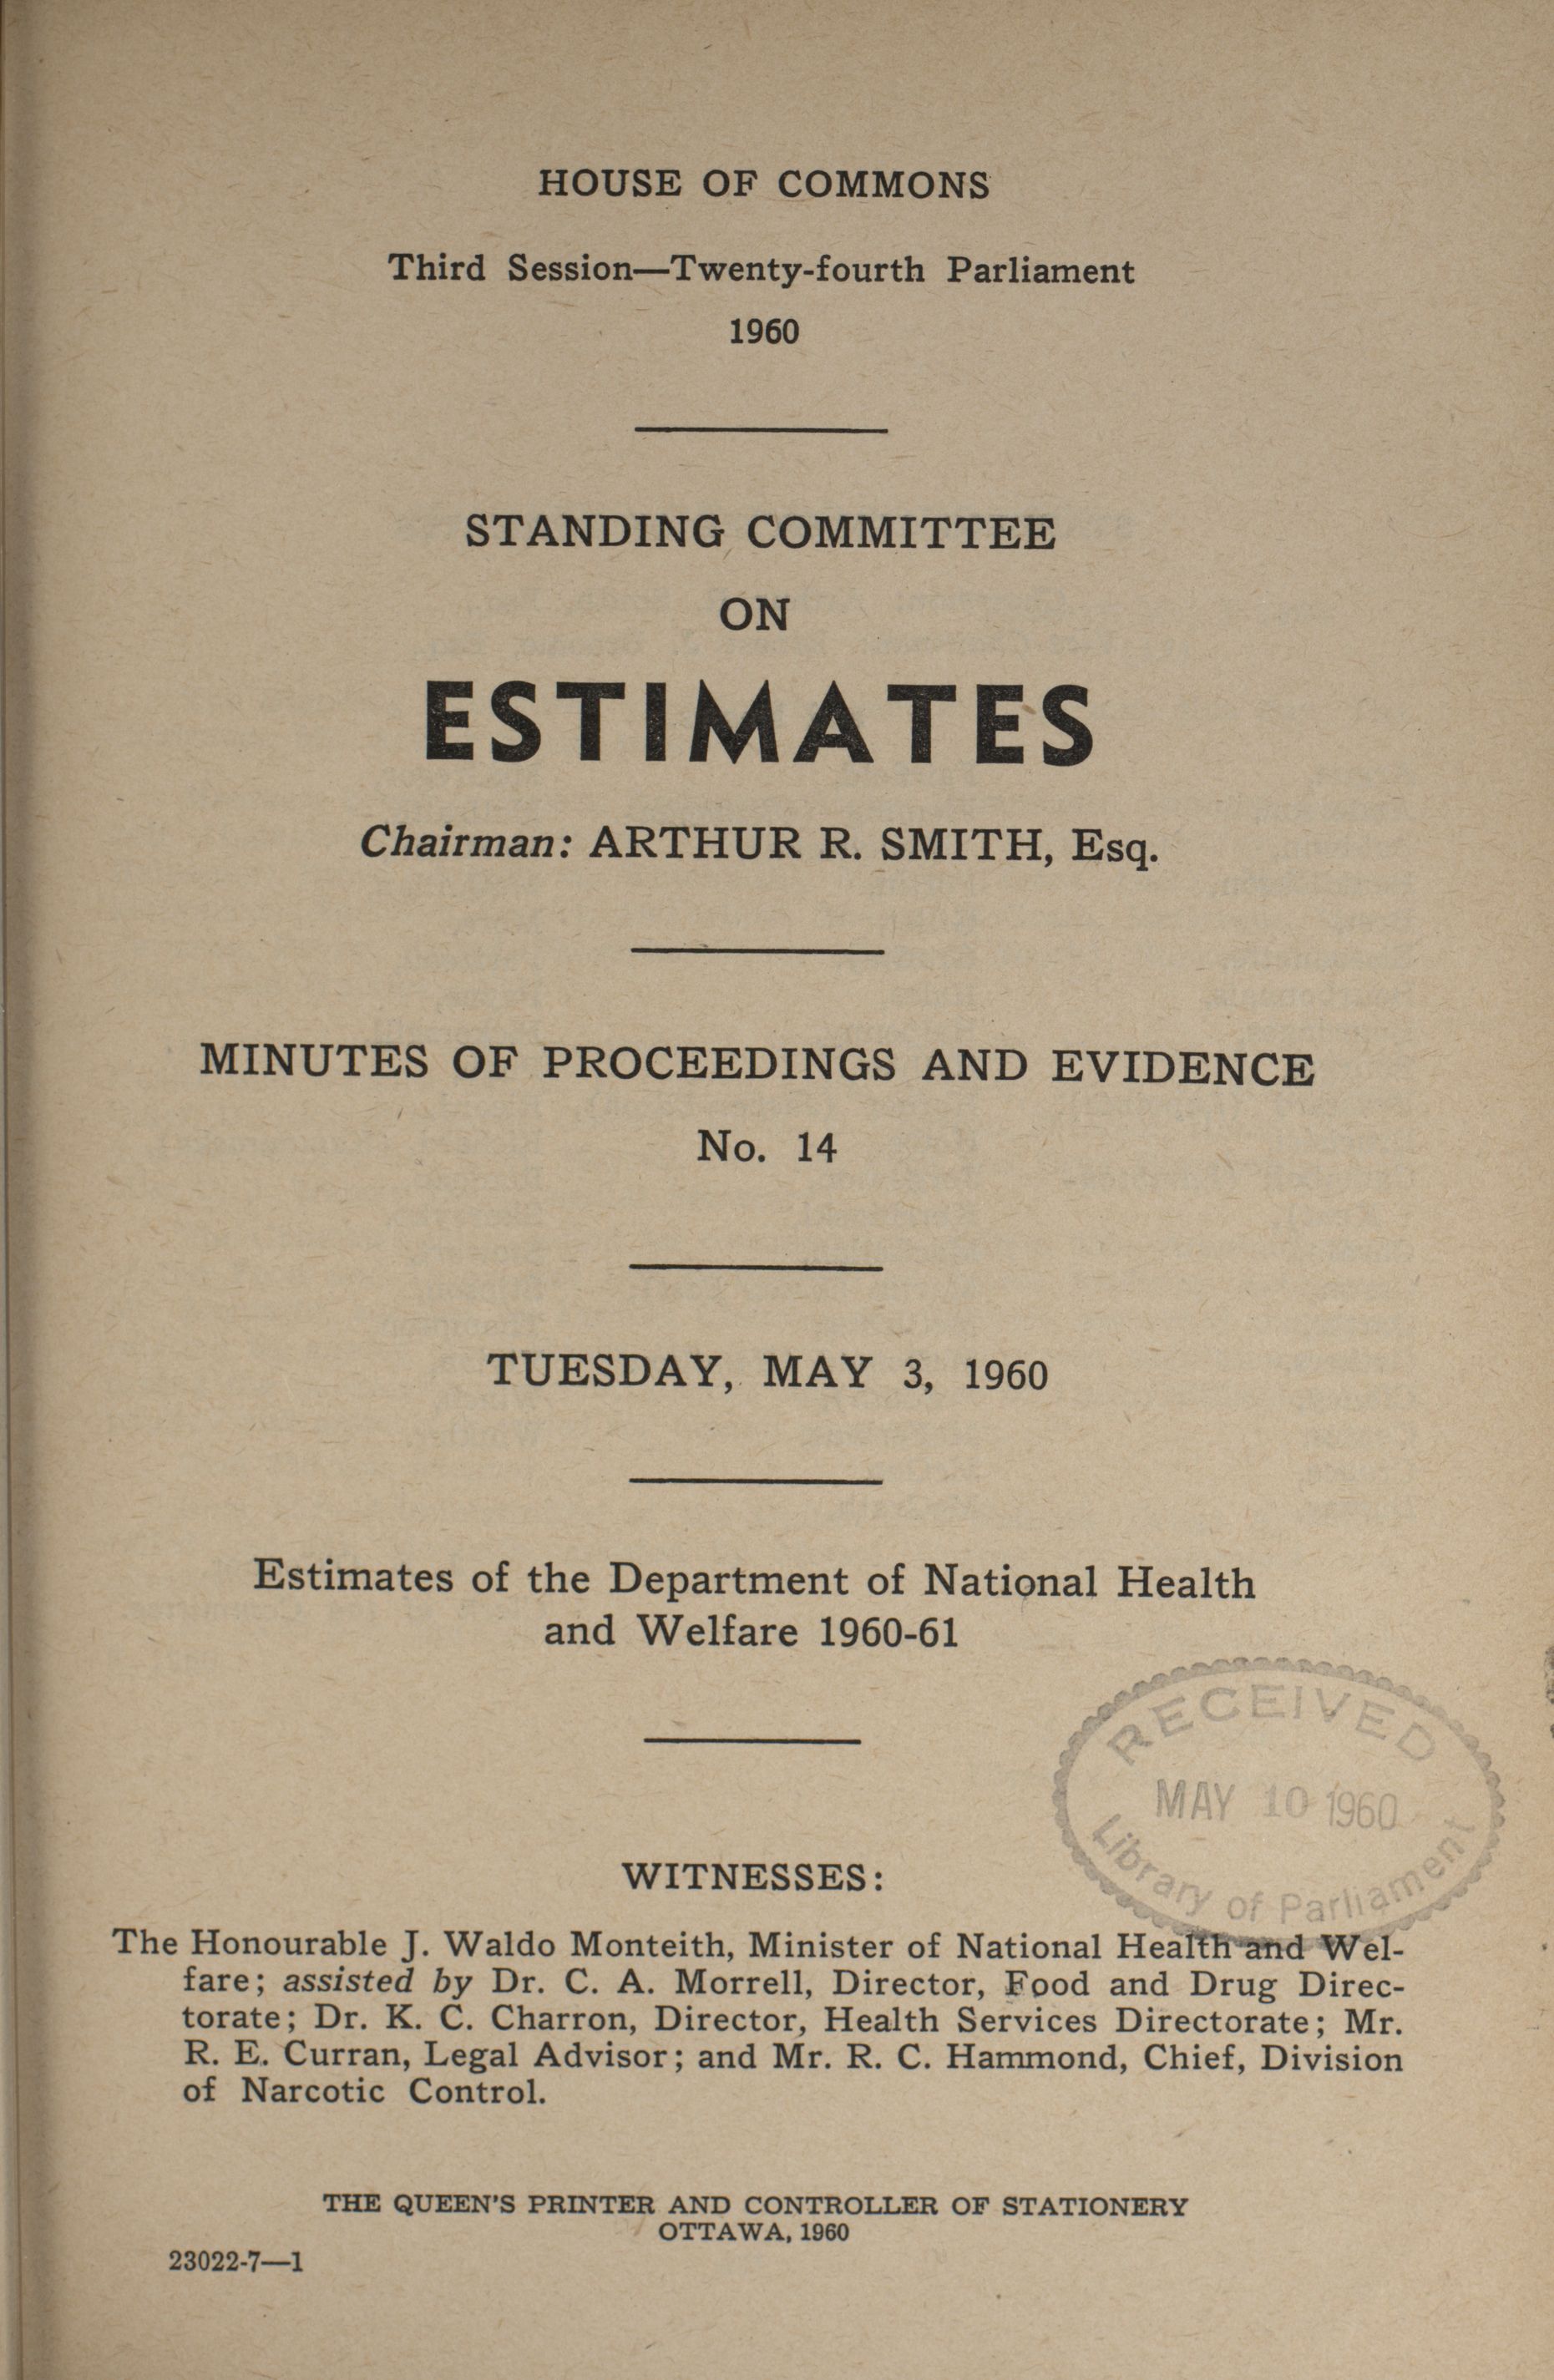 HOUSE OF COMMONS
Third Session—Twenty-fourth Parliament
1960
STANDING COMMITTEE
ON
ESTIMATES
Chairman: ARTHUR R. SMITH, Esq.
MINUTES OF PROCEEDINGS AND EVIDENCE
No. 14
TUESDAY, MAY 3, 1960
Estimates of the Department of National Health
and Welfare 1960-61
RECEIVED
MAY 10 1960
Library of Parliament
WITNESSES:
The Honourable J. Waldo Monteith, Minister of National Health and Wel-
fare; assisted by Dr. C. A. Morrell, Director, Food and Drug Direc-
torate; Dr. K. C. Charron, Director, Health Services Directorate; Mr.
R. E. Curran, Legal Advisor; and Mr. R. C. Hammond, Chief, Division
of Narcotic Control.
THE QUEEN'S PRINTER AND CONTROLLER OF STATIONERY
OTTAWA, 1960
23022-7—1